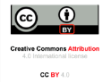 cc
BY
Creative Commons Attribution
4.0 International license
CC BY 4.0